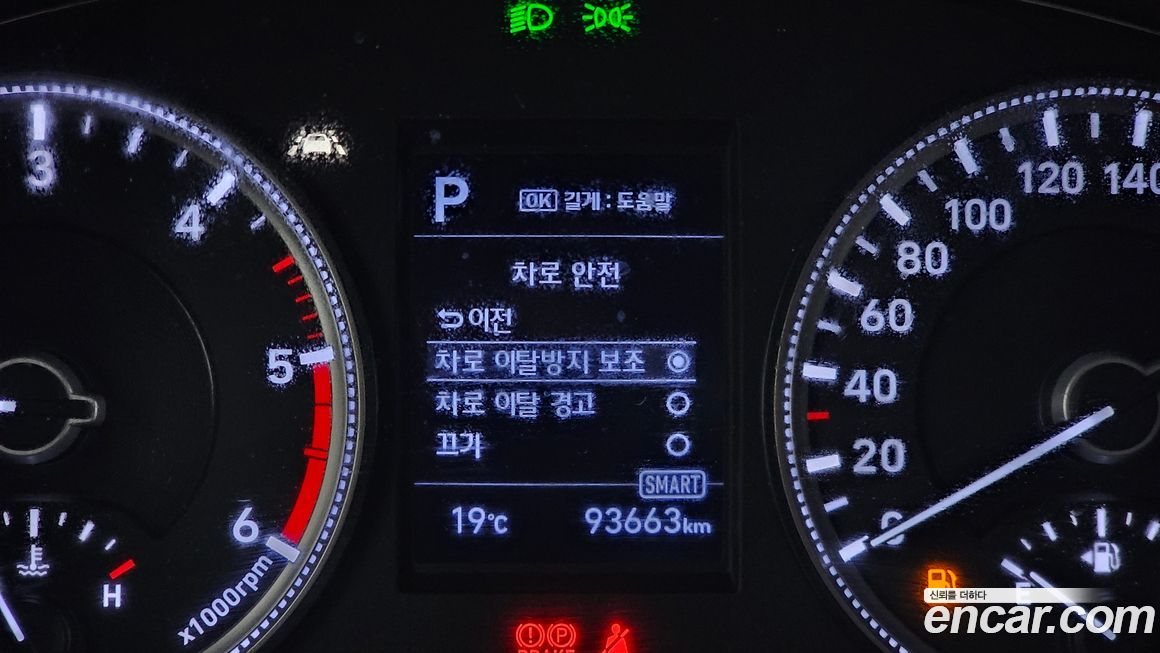 3
4
5
6
x1000rpm
H
P
OK 길게 : 도움말
차로 안전
이전
차로 이탈방지 보조
차로 이탈 경고
끄기
SMART
19°C
93663km
140
120
100
80
60
40
20
0
E
P
BRAKE
신뢰를 더하다
encar.com